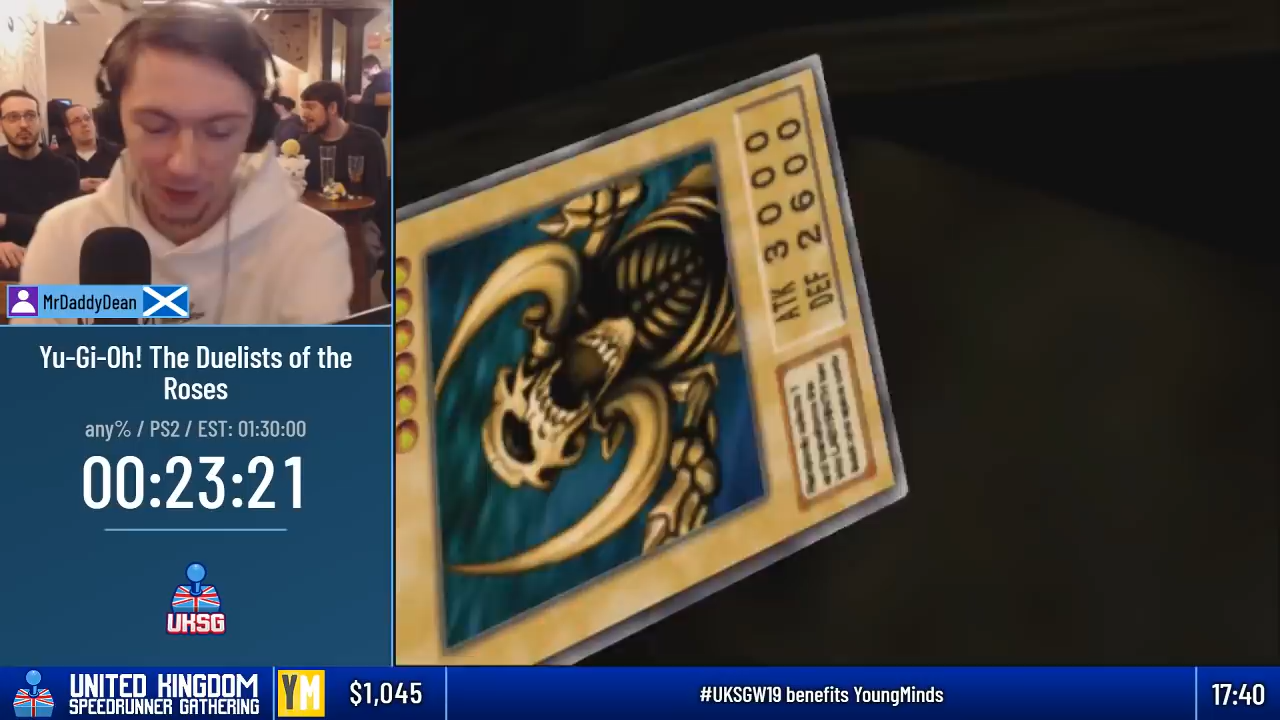 MrDaddyDean
Yu-Gi-Oh! The Duelists of the
Roses
any% / PS2 / EST: 01:30:00
00:23:21
UKSG
ATK 3000
DEF 2600
UNITED KINGDOM
SPEEDRUNNER GATHERING
YM
$1,045
#UKSGW19 benefits YoungMinds
17:40